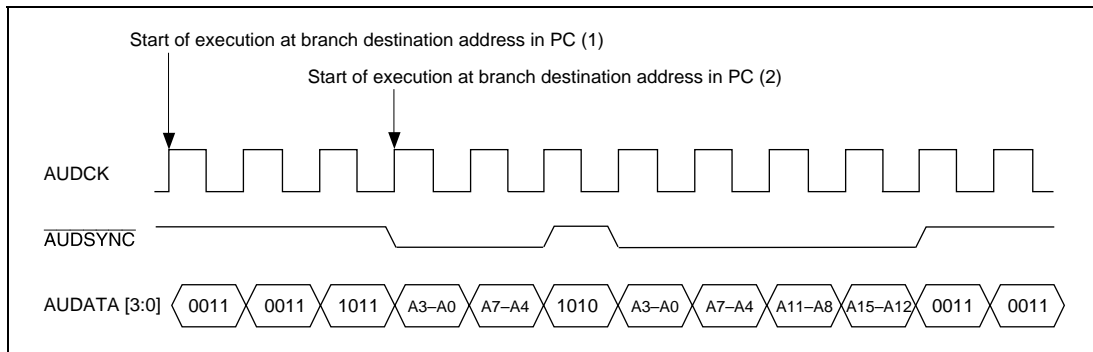 Start of execution at branch destination address in PC (1)
Start of execution at branch destination address in PC (2)
AUDCK
AUDSYNC
AUDATA [3:0] 0011 0011 1011 A3–A0 A7–A4 1010 A3–A0 A7–A4 A11–A8 A15–A12 0011 0011